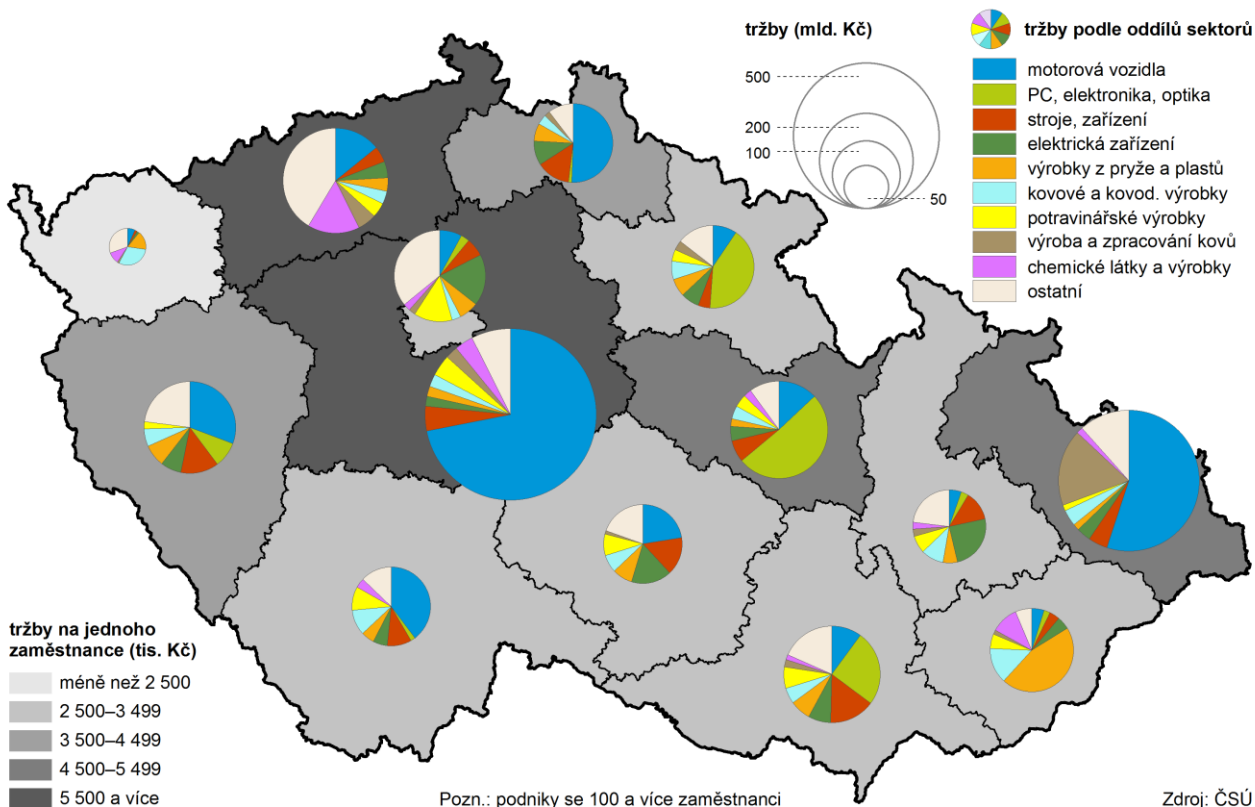 tržby (mld. Kč)
500
200
100
50
tržby podle oddílů sektorů
motorová vozidla
PC, elektronika, optika
stroje, zařízení
elektrická zařízení
výrobky z pryže a plastů
kovové a kovod. výrobky
potravinářské výrobky
výroba a zpracování kovů
chemické látky a výrobky
ostatní
tržby na jednoho
zaměstnance (tis. Kč)
méně než 2 500
2 500–3 499
3 500–4 499
4 500–5 499
5 500 a více
Pozn.: podniky se 100 a více zaměstnanci
Zdroj: ČSÚ